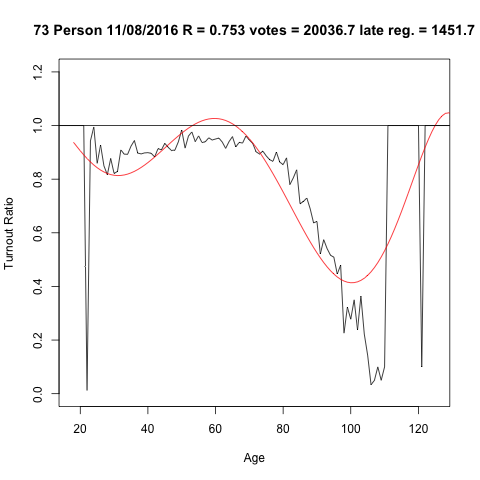 73 Person 11/08/2016 R = 0.753 votes = 20036.7 late reg. = 1451.7
1.2
1.0
0.8
0.6
0.4
0.2
0.0
Turnout Ratio
20 40 60 80 100 120
Age